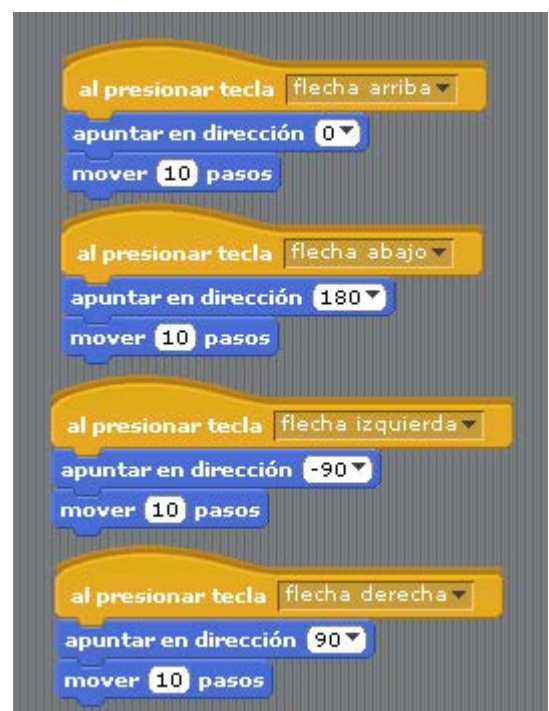 al presionar tecla flecha arriba
apuntar en dirección 0
mover 10 pasos
al presionar tecla flecha abajo
apuntar en dirección 180
mover 10 pasos
al presionar tecla flecha izquierda
apuntar en dirección -90
mover 10 pasos
al presionar tecla flecha derecha
apuntar en dirección 90
mover 10 pasos